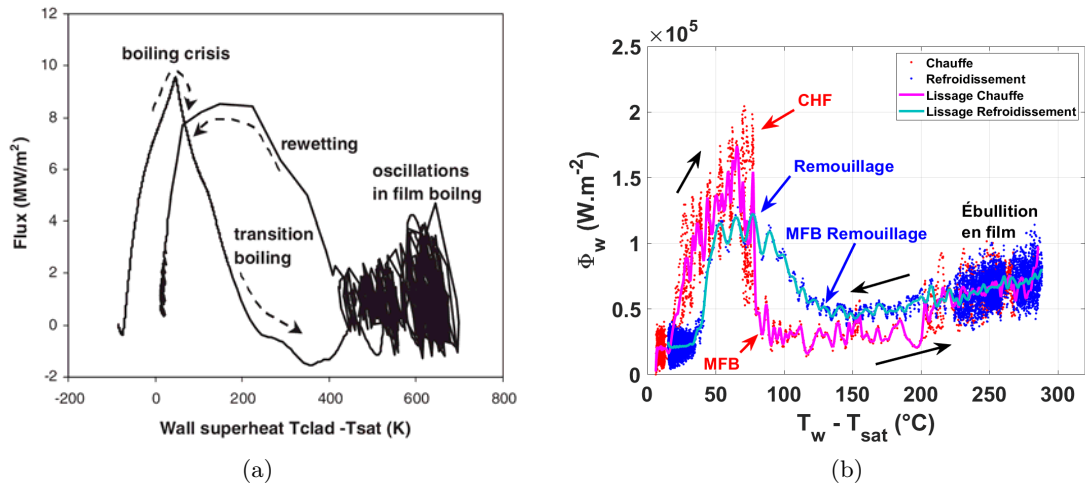 12
10
8
6
4
2
0
-2
-200
0
200
400
600
800
Flux (MW/m²)
Wall superheat Tclad -Tsat (K)
boiling crisis
rewetting
oscillations
in film boilng
transition
boiling
(a)
×10⁵
2.5
2
1.5
1
0.5
0
0
50
100
150
200
250
300
Φw (W.m⁻²)
Tw - Tsat (°C)
Chauffe
Refroidissement
Lissage Chauffe
Lissage Refroidissement
CHF
Remouillage
MFB Remouillage
Ébullition
en film
MFB
(b)